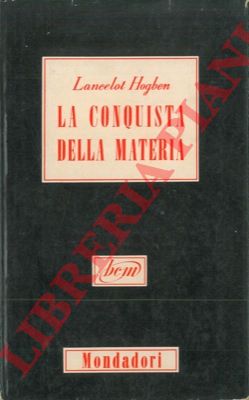 Lancelot Hogben
LA CONQUISTA
DELLA MATERIA
bcm
Mondadori
LIBRERIA PIANI